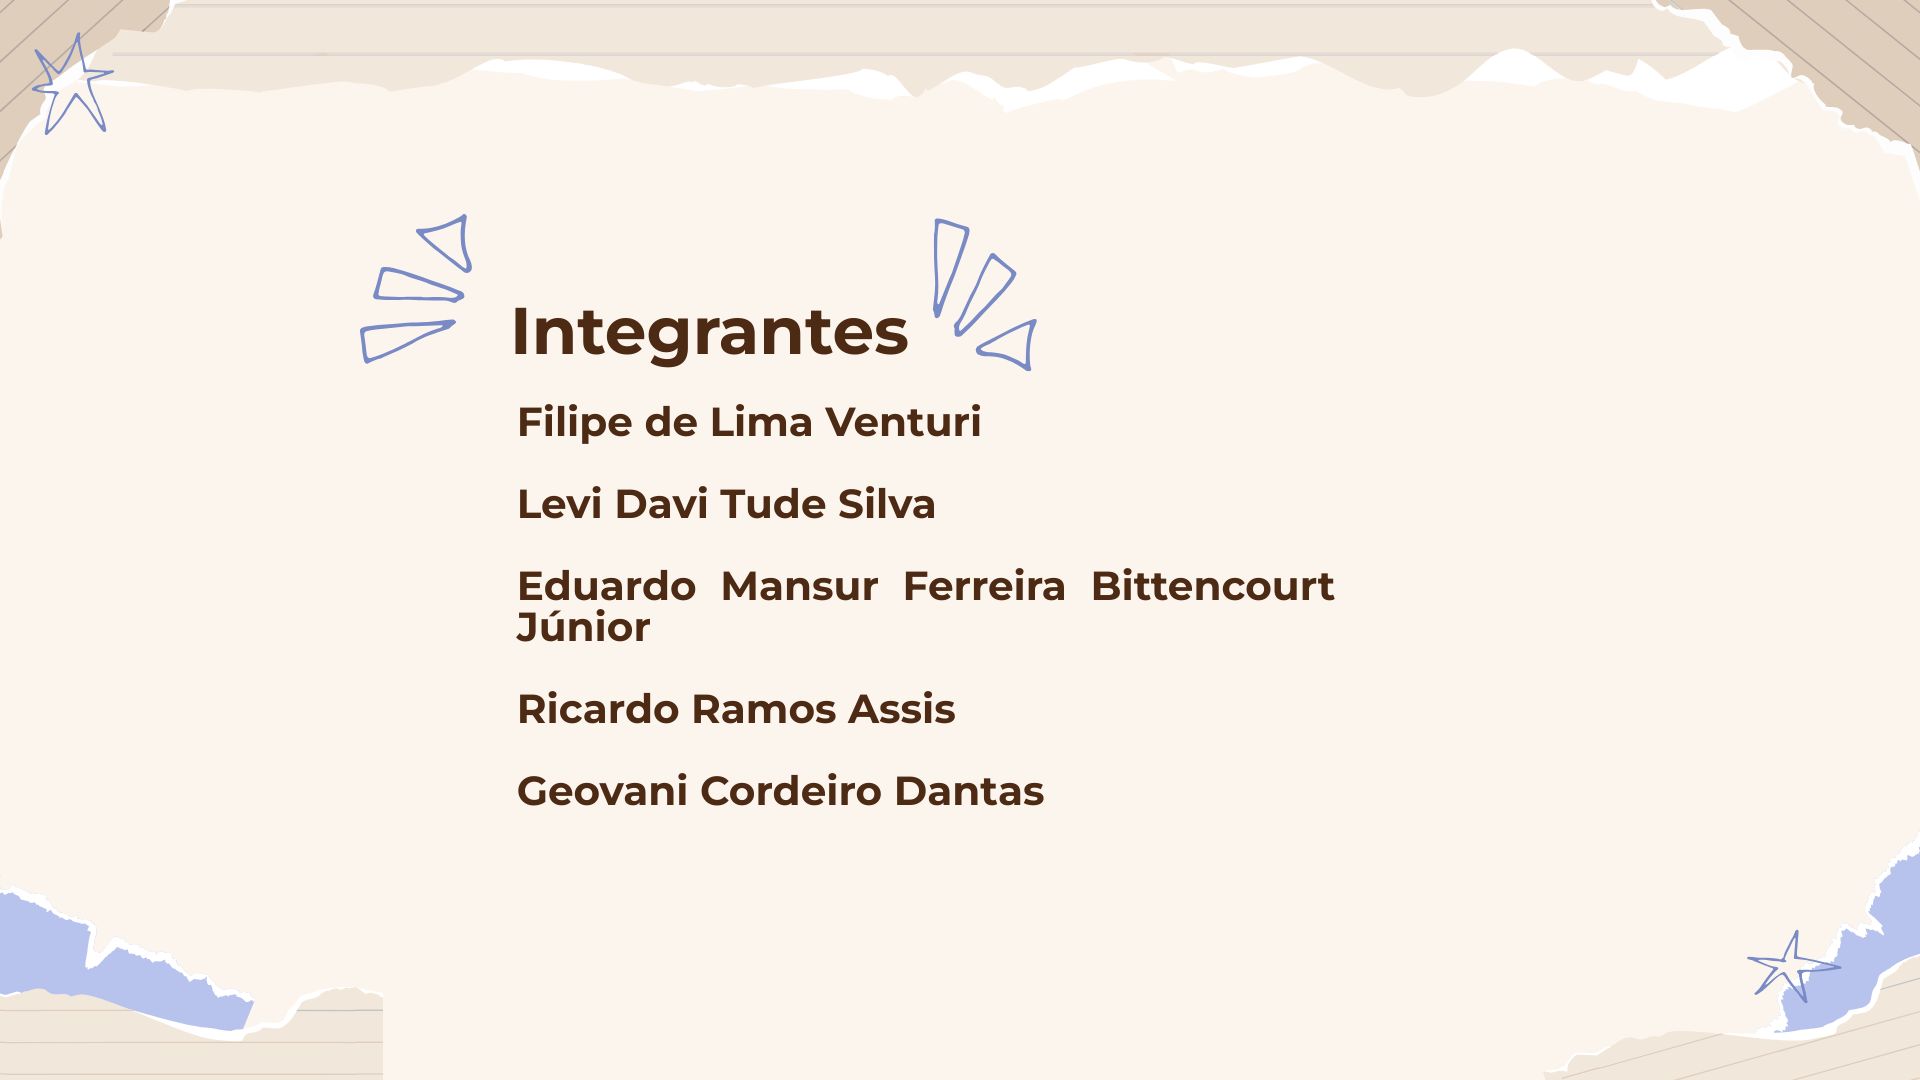 Integrantes
Filipe de Lima Venturi
Levi Davi Tude Silva
Eduardo Mansur Ferreira Bittencourt
Júnior
Ricardo Ramos Assis
Geovani Cordeiro Dantas